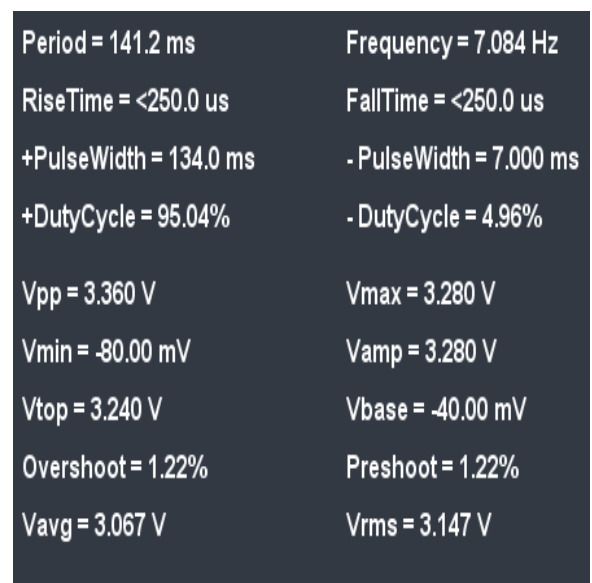 Period = 141.2 ms Frequency = 7.084 Hz
RiseTime = <250.0 us FallTime = <250.0 us
+PulseWidth = 134.0 ms - PulseWidth = 7.000 ms
+DutyCycle = 95.04% - DutyCycle = 4.96%
Vpp = 3.360 V Vmax = 3.280 V
Vmin = -80.00 mV Vamp = 3.280 V
Vtop = 3.240 V Vbase = -40.00 mV
Overshoot = 1.22% Preshoot = 1.22%
Vavg = 3.067 V Vrms = 3.147 V